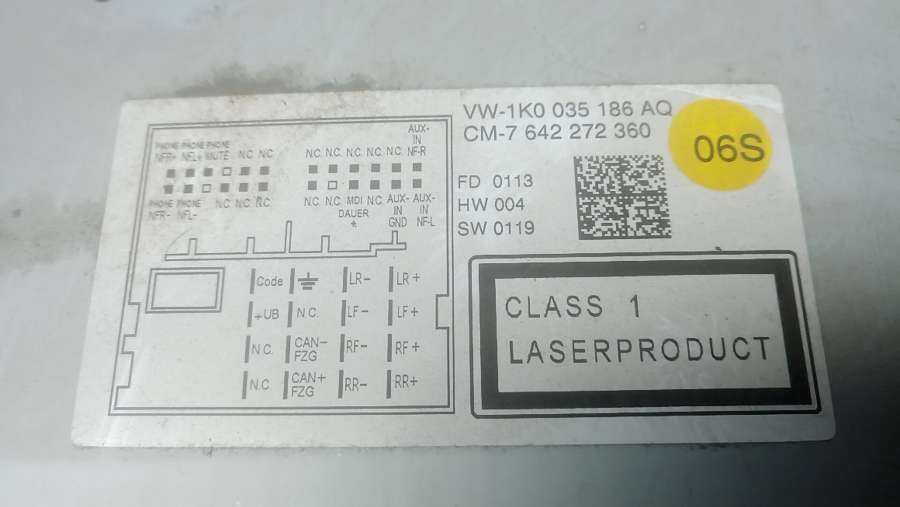 VW-1K0 035 186 AQ
CM-7 642 272 360
06S
FD 0113
HW 004
SW 0119
CLASS 1
LASERPRODUCT
PHONE PHONE PHONE
NFR+ NFL+ MUTE N.C. N.C.
PHONE PHONE N.C. N.C. N.C.
NFR- NFL-
AUX-
IN
N.C. N.C. N.C. N.C. N.C. NF-R
N.C. N.C. MDI N.C. AUX- AUX-
DAUER IN IN
+ GND NF-L
Code LR- LR+
+UB N.C. LF- LF+
N.C. CAN- RF- RF+
FZG
N.C CAN+ RR- RR+
FZG